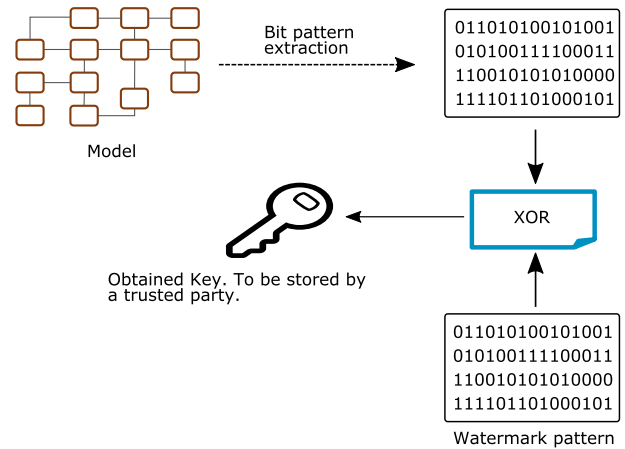 Bit pattern
extraction
011010100101001
010100111100011
110010101010000
111101101000101
Model
XOR
Obtained Key. To be stored by
a trusted party.
011010100101001
010100111100011
110010101010000
111101101000101
Watermark pattern